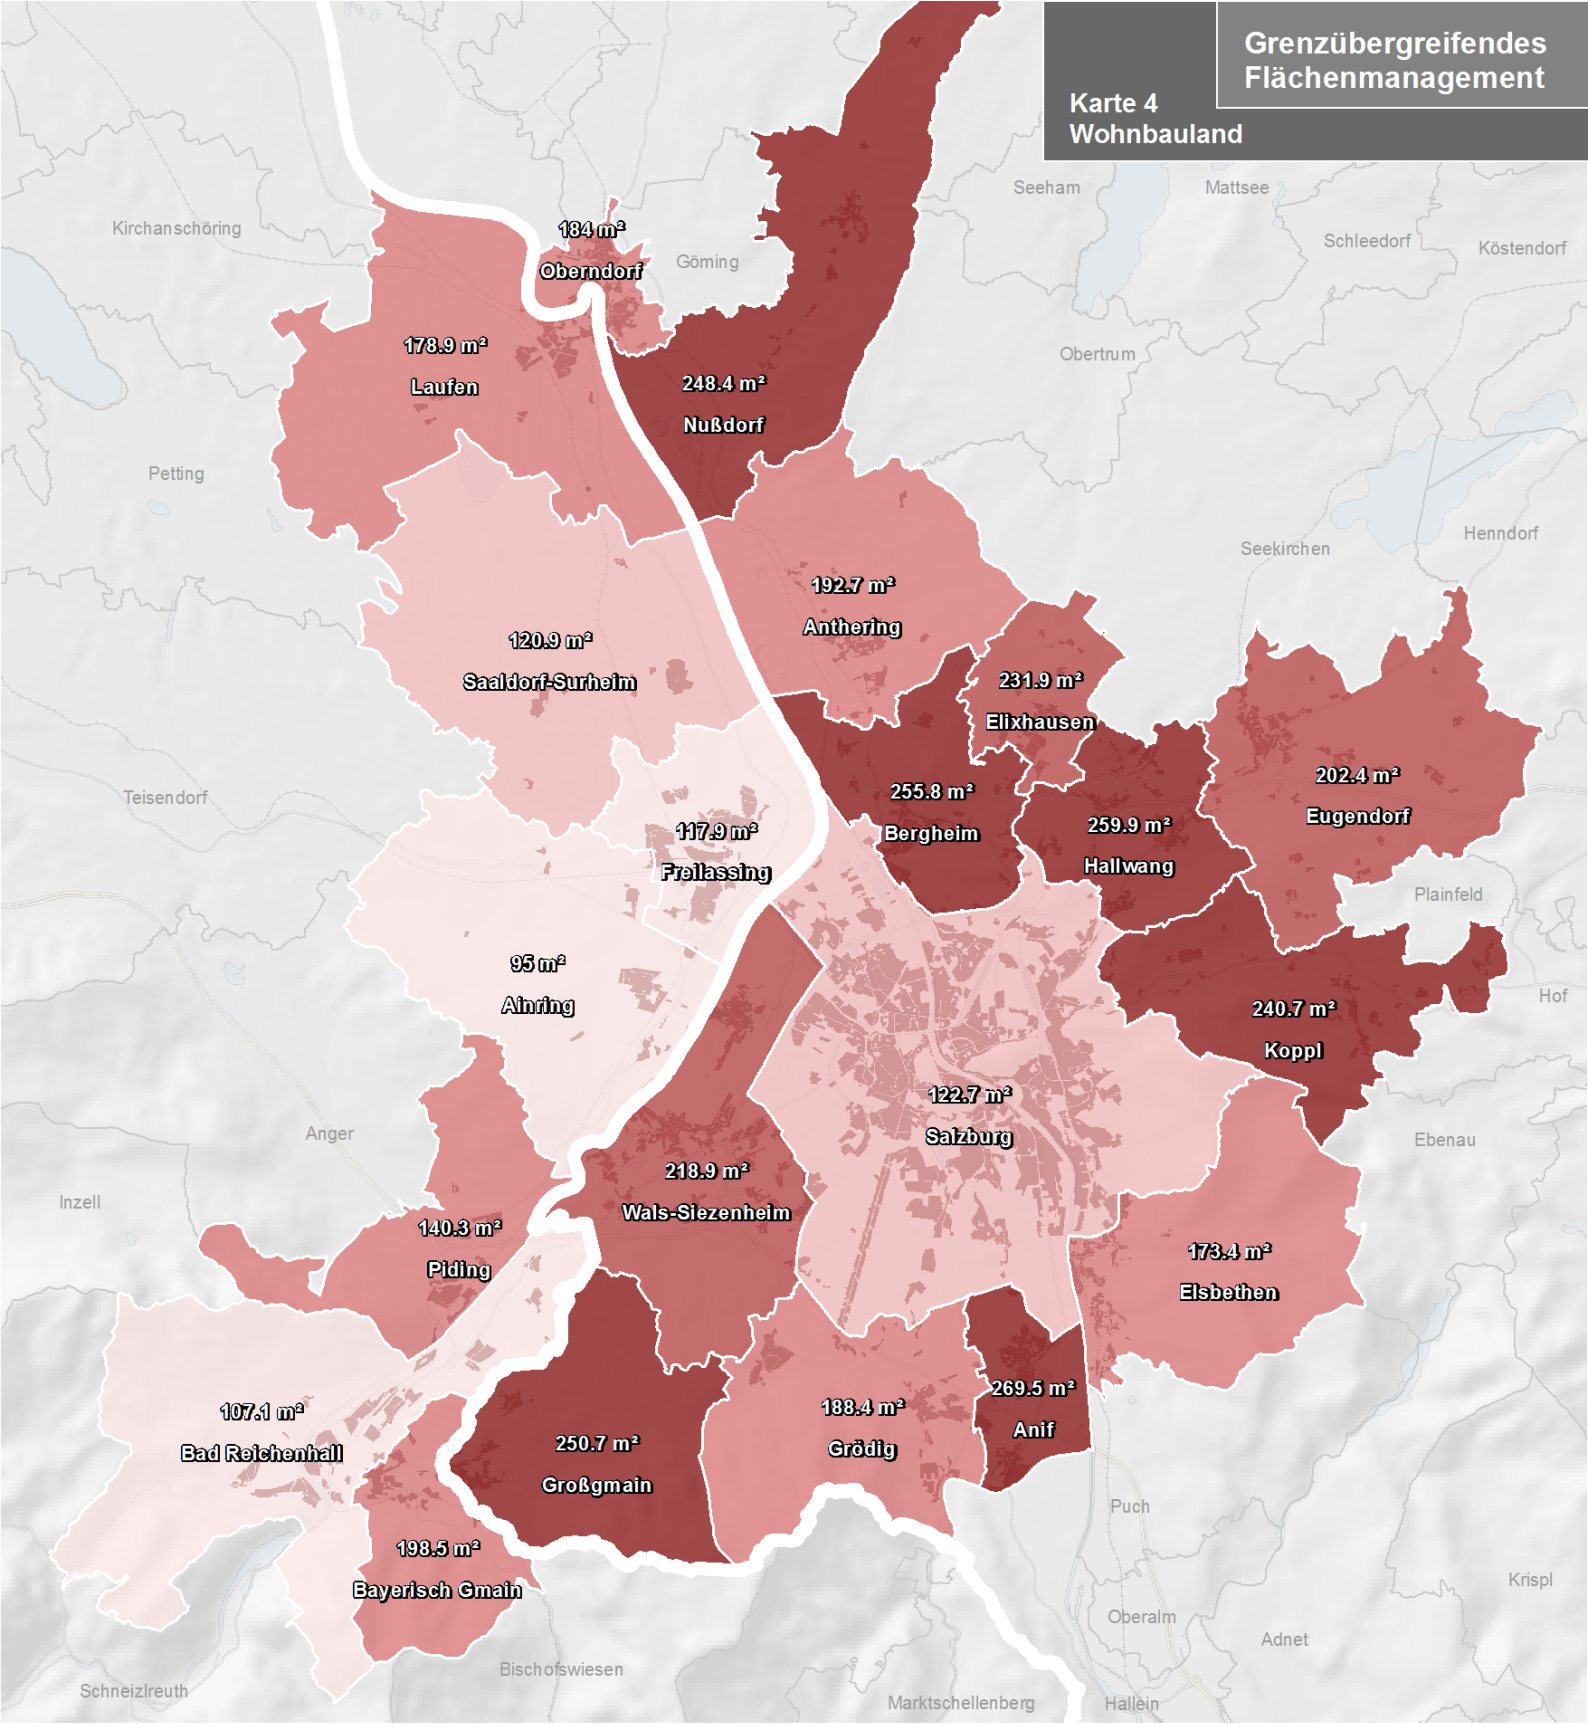 Grenzübergreifendes
Flächenmanagement
Karte 4
Wohnbauland
Seeham
Mattsee
Kirchanschöring
184 m²
Oberndorf
Göming
Schleedorf
Köstendorf
178.9 m²
Laufen
248.4 m²
Nußdorf
Obertrum
Petting
Henndorf
Seekirchen
192.7 m²
Anthering
120.9 m²
Saaldorf-Surheim
231.9 m²
Elixhausen
202.4 m²
Eugendorf
Teisendorf
255.8 m²
Bergheim
117.9 m²
Freilassing
259.9 m²
Hallwang
Plainfeld
95 m²
Ainring
Hof
240.7 m²
Koppl
122.7 m²
Salzburg
Anger
Ebenau
Inzell
218.9 m²
Wals-Siezenheim
140.3 m²
Piding
173.4 m²
Elsbethen
107.1 m²
Bad Reichenhall
188.4 m²
Grödig
269.5 m²
Anif
250.7 m²
Großgmain
Puch
198.5 m²
Bayerisch Gmain
Krispl
Oberalm
Adnet
Bischofswiesen
Schneizlreuth
Marktschellenberg
Hallein